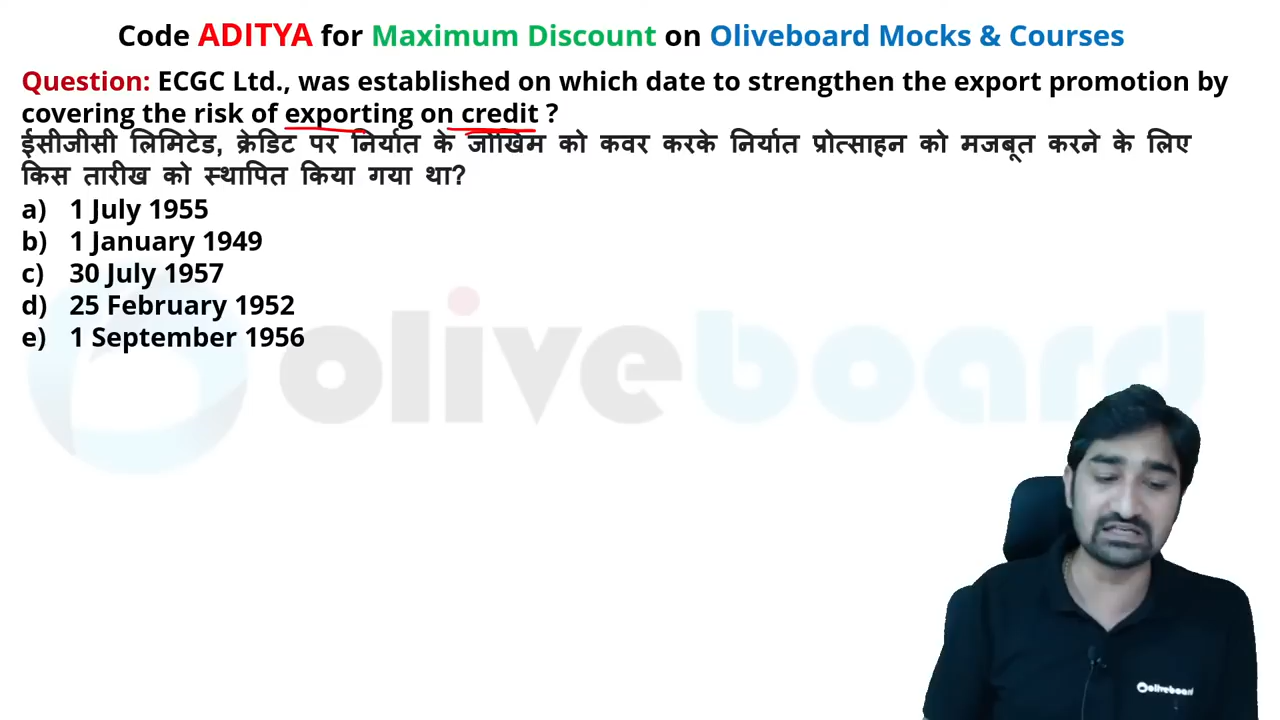 Code ADITYA for Maximum Discount on Oliveboard Mocks & Courses
Question: ECGC Ltd., was established on which date to strengthen the export promotion by
covering the risk of exporting on credit ?
ईसीजीसी लिमिटेड, क्रेडिट पर निर्यात के जोखिम को कवर करके निर्यात प्रोत्साहन को मजबूत करने के लिए
किस तारीख को स्थापित किया गया था?
a) 1 July 1955
b) 1 January 1949
c) 30 July 1957
d) 25 February 1952
e) 1 September 1956
oliveboard
oliveboard